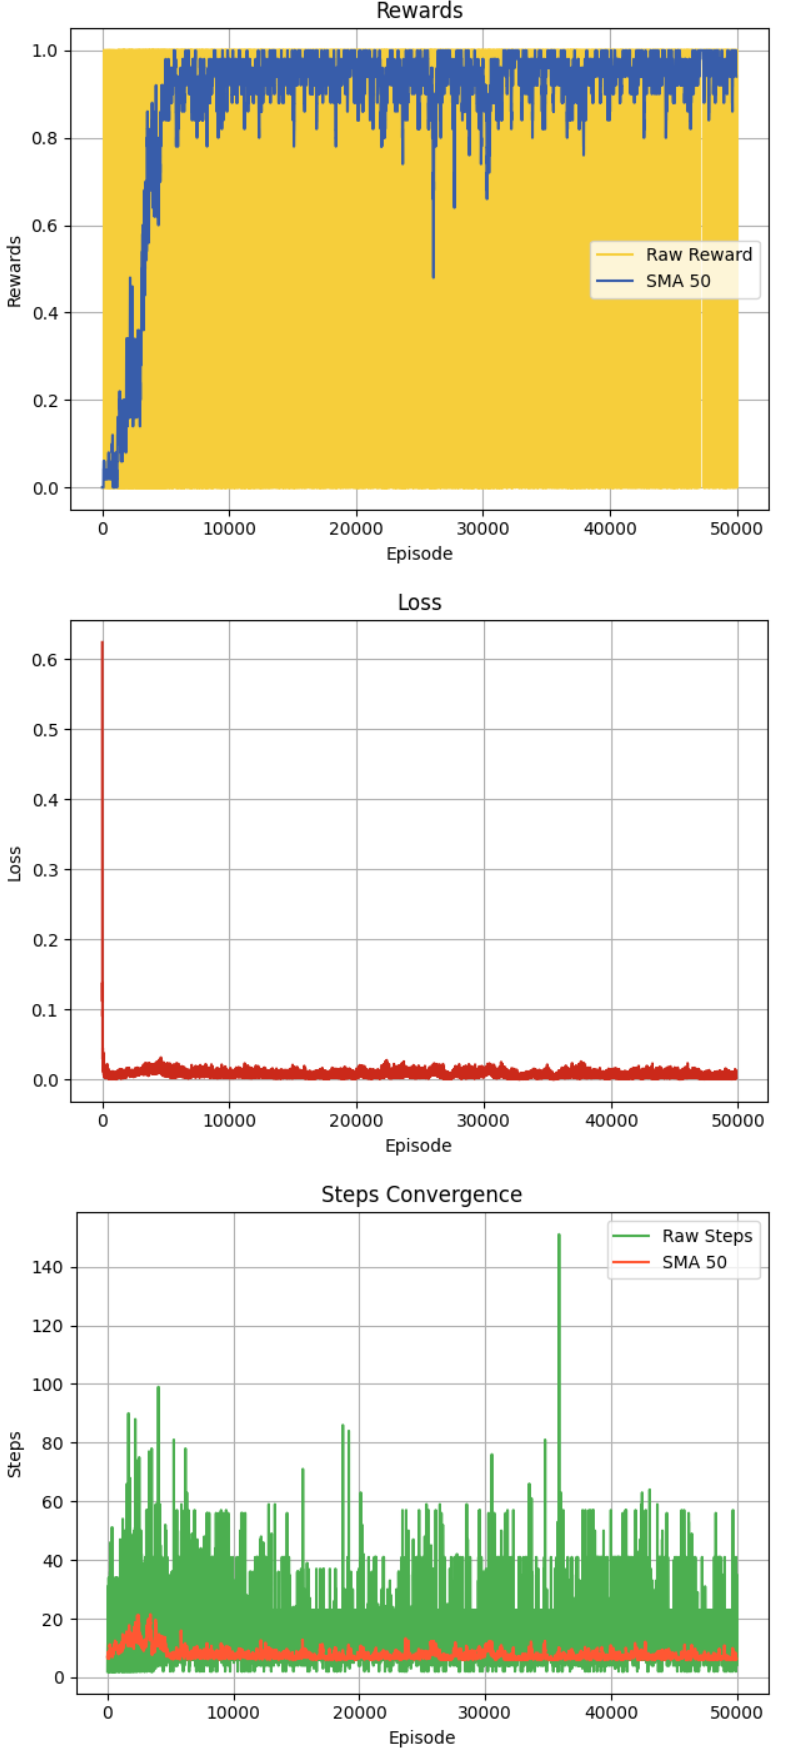 Rewards
1.0
0.8
0.6
0.4
0.2
0.0
Rewards
Raw Reward
SMA 50
0 10000 20000 30000 40000 50000
Episode
Loss
0.6
0.5
0.4
0.3
0.2
0.1
0.0
Loss
0 10000 20000 30000 40000 50000
Episode
Steps Convergence
Raw Steps
SMA 50
140
120
100
80
60
40
20
0
Steps
0 10000 20000 30000 40000 50000
Episode